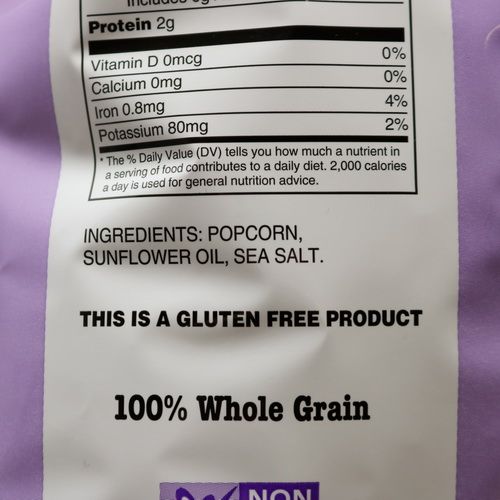 Protein 2g
Vitamin D 0mcg 0%
Calcium 0mg 0%
Iron 0.8mg 4%
Potassium 80mg 2%
* The % Daily Value (DV) tells you how much a nutrient in
a serving of food contributes to a daily diet. 2,000 calories
a day is used for general nutrition advice.
INGREDIENTS: POPCORN,
SUNFLOWER OIL, SEA SALT.
THIS IS A GLUTEN FREE PRODUCT
100% Whole Grain
NON